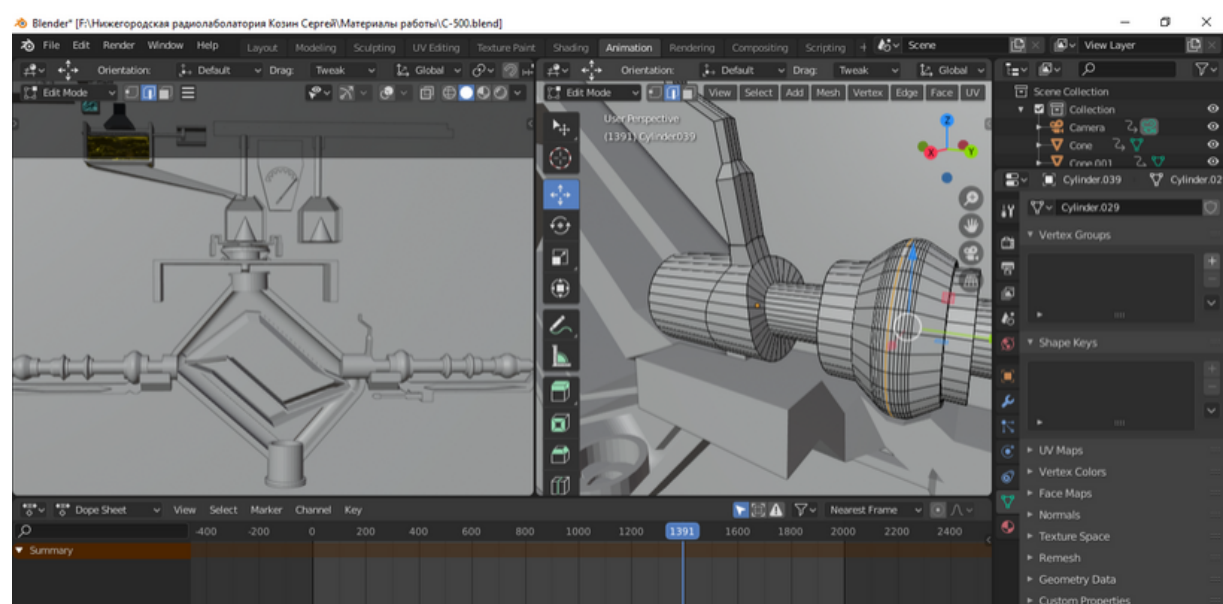 Blender* [F:\Нижегородская радиолаболатория Козин Сергей\Материалы работы\C-500.blend]
File Edit Render Window Help Layout Modeling Sculpting UV Editing Texture Paint Shading Animation Rendering Compositing Scripting Scene View Layer
Orientation: Default Drag: Tweak Global Orientation: Default Drag: Tweak Global
Edit Mode Edit Mode View Select Add Mesh Vertex Edge Face UV
Scene Collection
Collection
Camera
Cone
Cone.001
User Perspective
(1391) Cylinder.039
Z
X
Y
Cylinder.039 Cylinder.02
Cylinder.029
Vertex Groups
Shape Keys
UV Maps
Vertex Colors
Face Maps
Normals
Texture Space
Remesh
Geometry Data
Custom Properties
Dope Sheet View Select Marker Channel Key Nearest Frame
-400 -200 0 200 400 600 800 1000 1200 1391 1600 1800 2000 2200 2400
Summary